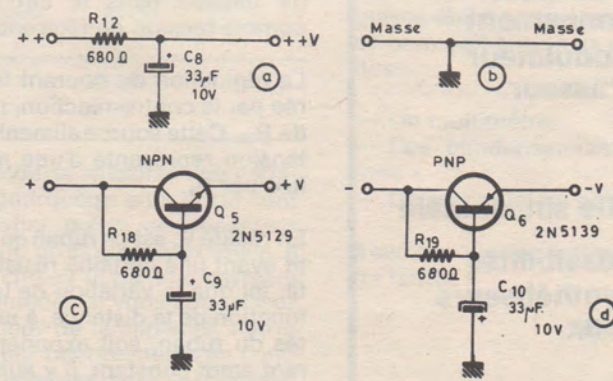 ++ R12 ++V
680Ω
+ C8
33µF
10V
a
Masse Masse
b
NPN
+ +V
Q5
2N5129
R18
680Ω
+ C9
33µF
10V
c
PNP
- -V
Q6
2N5139
R19
680Ω
C10
33µF
+ 10V
d